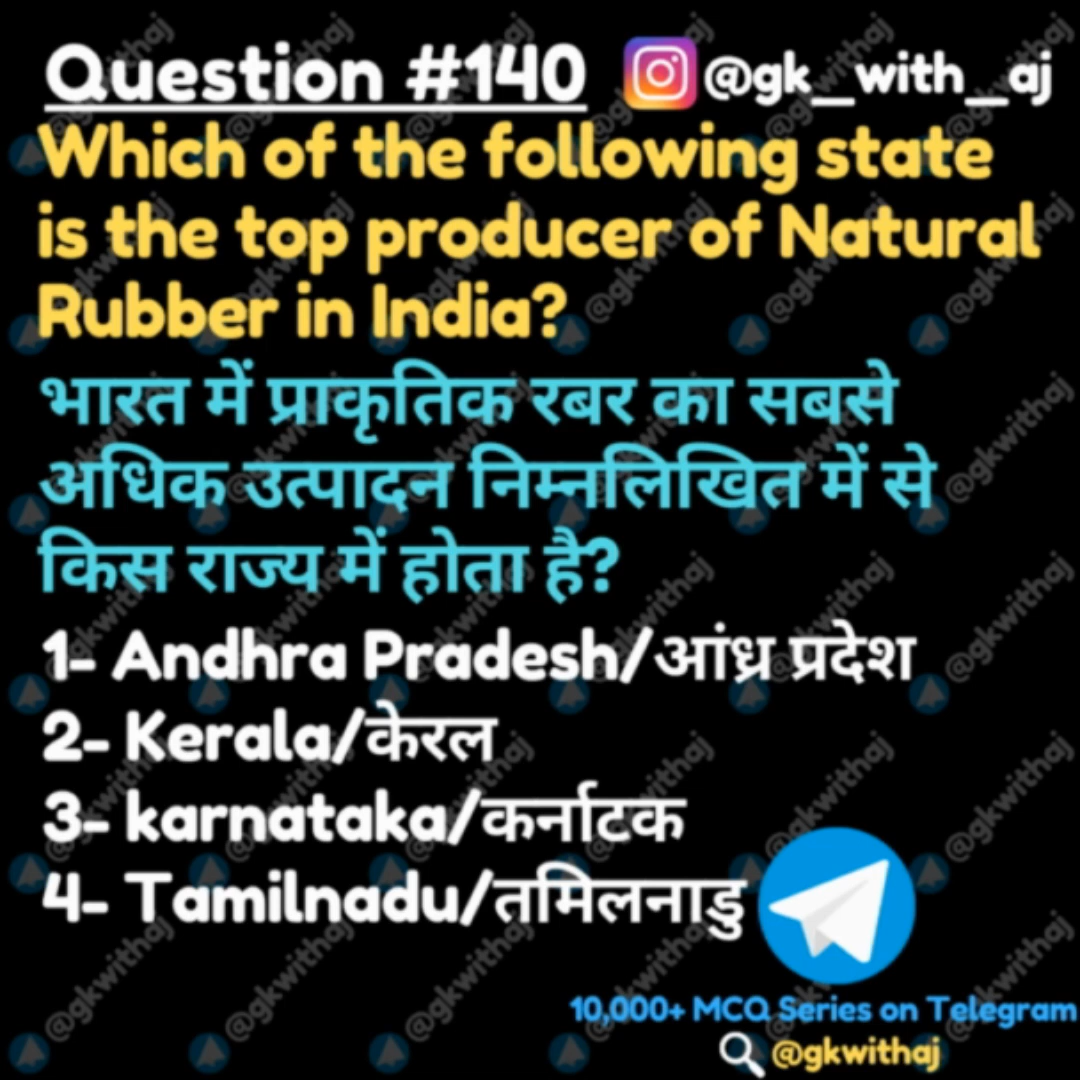 Question #140 @gk_with_aj
Which of the following state
is the top producer of Natural
Rubber in India?
भारत में प्राकृतिक रबर का सबसे
अधिक उत्पादन निम्नलिखित में से
किस राज्य में होता है?
1- Andhra Pradesh/आंध्र प्रदेश
2- Kerala/केरल
3- karnataka/कर्नाटक
4- Tamilnadu/तमिलनाडु
10,000+ MCQ Series on Telegram
@gkwithaj